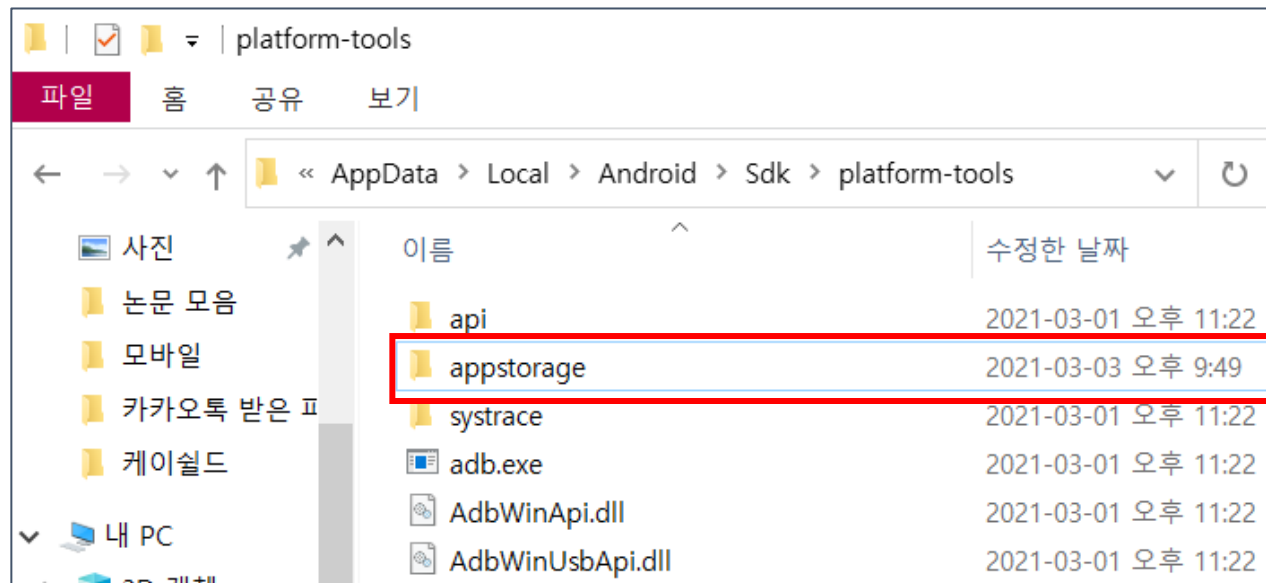 platform-tools
파일 홈 공유 보기
« AppData > Local > Android > Sdk > platform-tools
이름 수정한 날짜
사진
논문 모음
모바일
카카오톡 받은
케이쉴드
내 PC
api 2021-03-01 오후 11:22
appstorage 2021-03-03 오후 9:49
systrace 2021-03-01 오후 11:22
adb.exe 2021-03-01 오후 11:22
AdbWinApi.dll 2021-03-01 오후 11:22
AdbWinUsbApi.dll 2021-03-01 오후 11:22